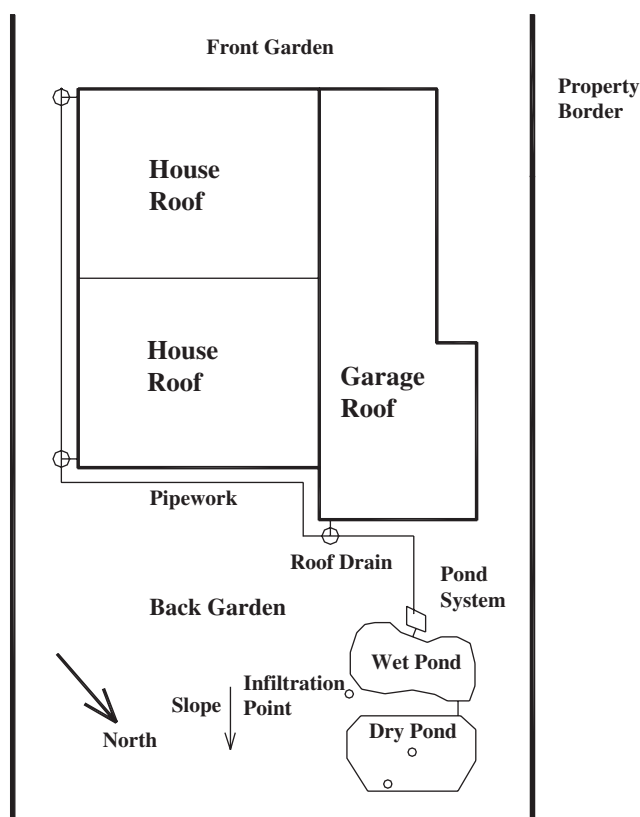 Front Garden
Property
Border
House
Roof
House
Roof
Garage
Roof
Pipework
Roof Drain
Pond
System
Back Garden
Wet Pond
Infiltration
Point
Slope
North
Dry Pond